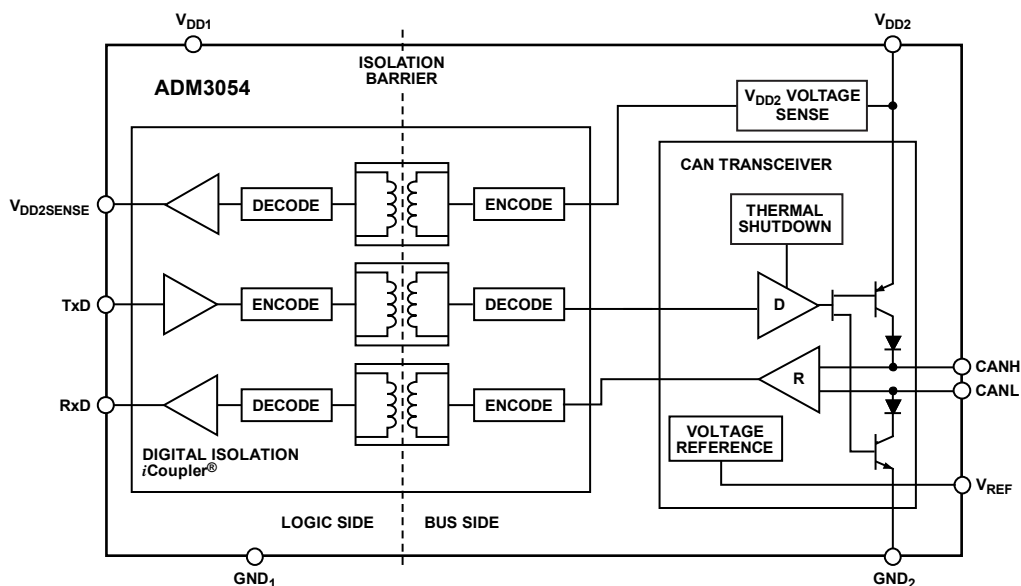 VDD1
VDD2
ADM3054
ISOLATION
BARRIER
VDD2 VOLTAGE
SENSE
CAN TRANSCEIVER
VDD2SENSE
DECODE
ENCODE
THERMAL
SHUTDOWN
TxD
ENCODE
DECODE
D
CANH
CANL
RxD
DECODE
ENCODE
R
VOLTAGE
REFERENCE
DIGITAL ISOLATION
iCoupler®
VREF
LOGIC SIDE
BUS SIDE
GND1
GND2